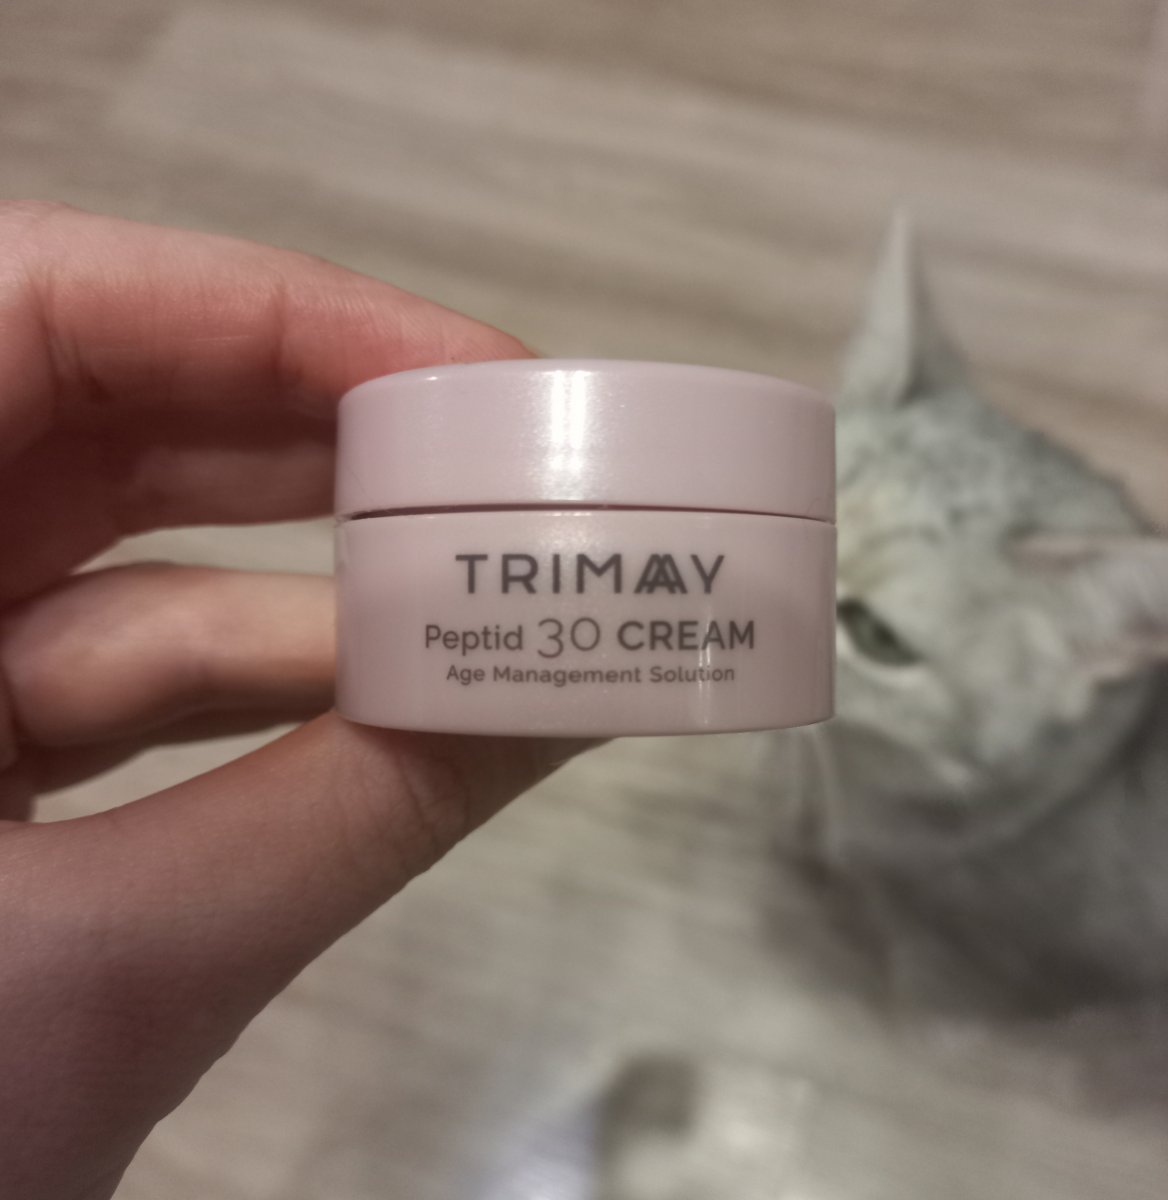 TRIMAY
Peptid 30 CREAM
Age Management Solution